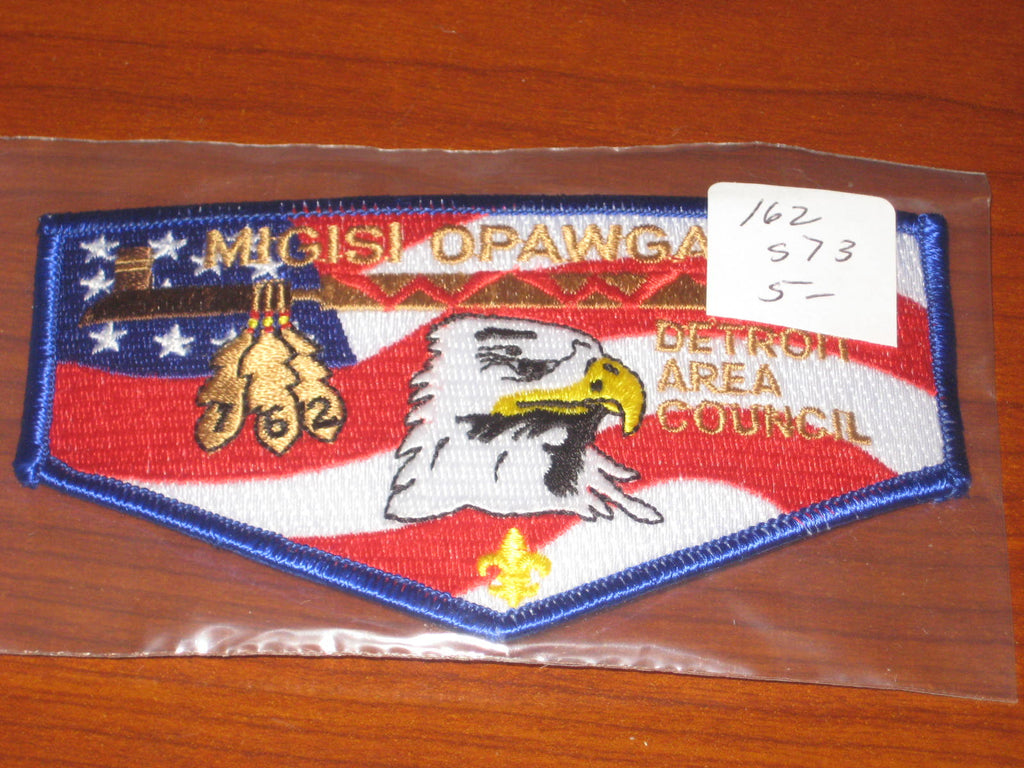 MIGISI OPAWGA
162
S73
5-
DETROIT
AREA
COUNCIL
162